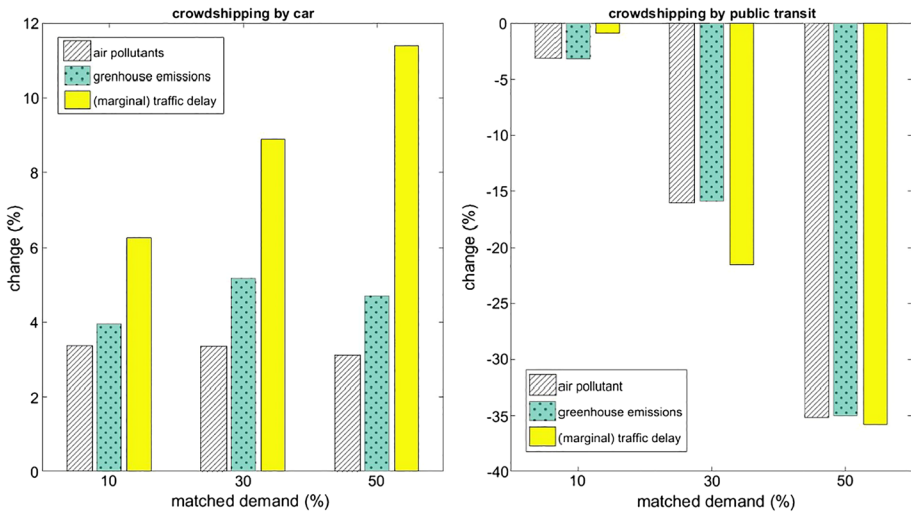 crowdshipping by car
12
10
8
6
4
2
0
change (%)
air pollutants
grenhouse emissions
(marginal) traffic delay
10
30
50
matched demand (%)
crowdshipping by public transit
0
-5
-10
-15
-20
-25
-30
-35
-40
change (%)
air pollutant
greenhouse emissions
(marginal) traffic delay
10
30
50
matched demand (%)